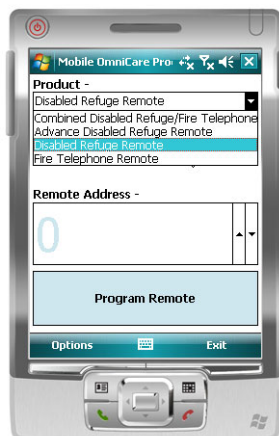 Mobile OmniCare Pro
Product -
Disabled Refuge Remote
Combined Disabled Refuge/Fire Telephone
Advance Disabled Refuge Remote
Disabled Refuge Remote
Fire Telephone Remote
Remote Address -
0
Program Remote
Options Exit